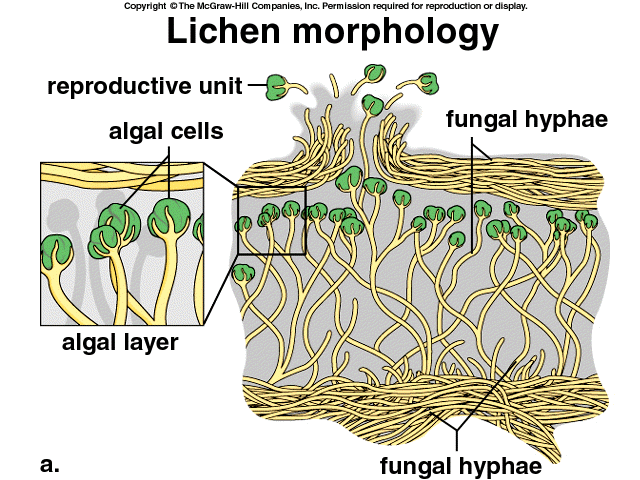 Copyright © The McGraw-Hill Companies, Inc. Permission required for reproduction or display.
Lichen morphology
reproductive unit
algal cells
fungal hyphae
algal layer
a.
fungal hyphae